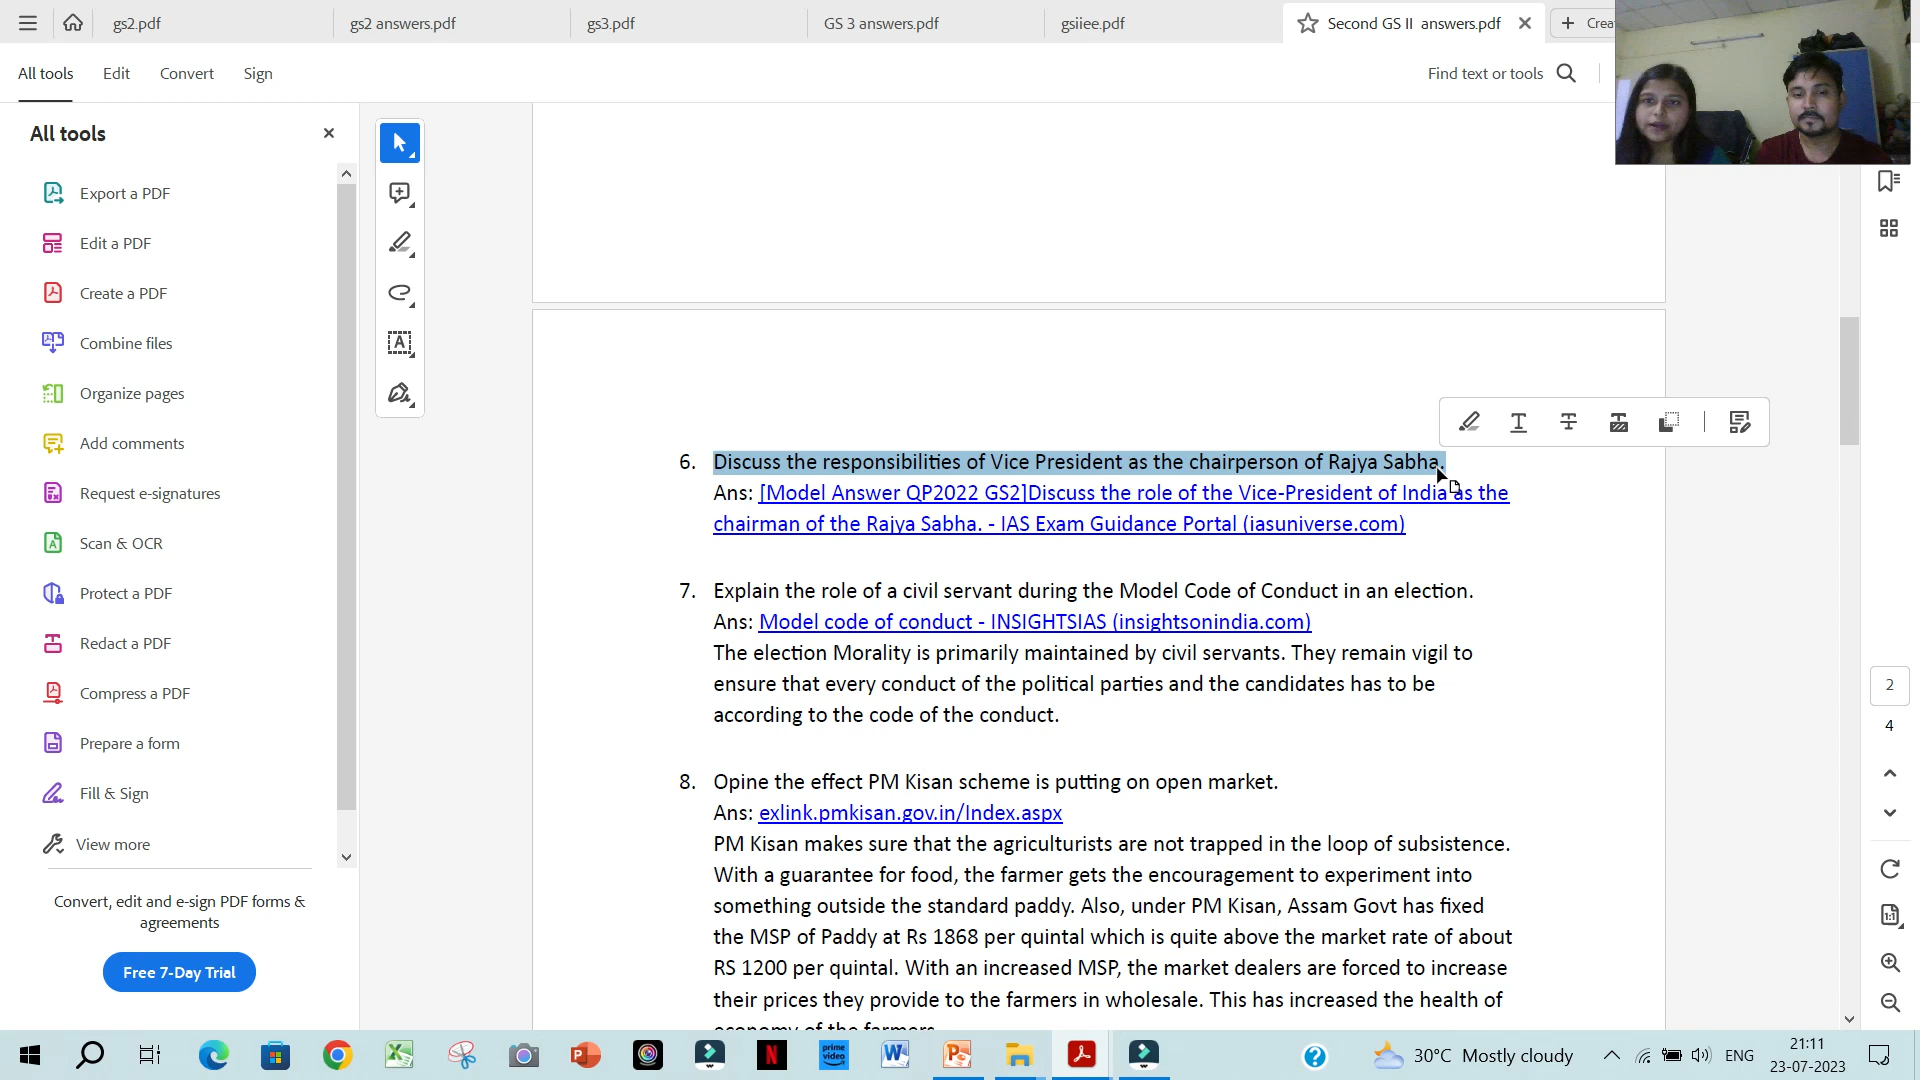 gs2.pdf
gs2 answers.pdf
gs3.pdf
GS 3 answers.pdf
gsiiee.pdf
Second GS II answers.pdf
All tools
Edit
Convert
Sign
Find text or tools
All tools
Export a PDF
Edit a PDF
Create a PDF
Combine files
Organize pages
Add comments
Request e-signatures
Scan & OCR
Protect a PDF
Redact a PDF
Compress a PDF
Prepare a form
Fill & Sign
View more
Convert, edit and e-sign PDF forms &
agreements
Free 7-Day Trial
6. Discuss the responsibilities of Vice President as the chairperson of Rajya Sabha.
Ans: [Model Answer QP2022 GS2]Discuss the role of the Vice-President of India as the
chairman of the Rajya Sabha. - IAS Exam Guidance Portal (iasuniverse.com)
7. Explain the role of a civil servant during the Model Code of Conduct in an election.
Ans: Model code of conduct - INSIGHTSIAS (insightsonindia.com)
The election Morality is primarily maintained by civil servants. They remain vigil to
ensure that every conduct of the political parties and the candidates has to be
according to the code of the conduct.
8. Opine the effect PM Kisan scheme is putting on open market.
Ans: exlink.pmkisan.gov.in/Index.aspx
PM Kisan makes sure that the agriculturists are not trapped in the loop of subsistence.
With a guarantee for food, the farmer gets the encouragement to experiment into
something outside the standard paddy. Also, under PM Kisan, Assam Govt has fixed
the MSP of Paddy at Rs 1868 per quintal which is quite above the market rate of about
RS 1200 per quintal. With an increased MSP, the market dealers are forced to increase
their prices they provide to the farmers in wholesale. This has increased the health of
economy of the farmers
2
4
30°C Mostly cloudy
ENG
21:11
23-07-2023